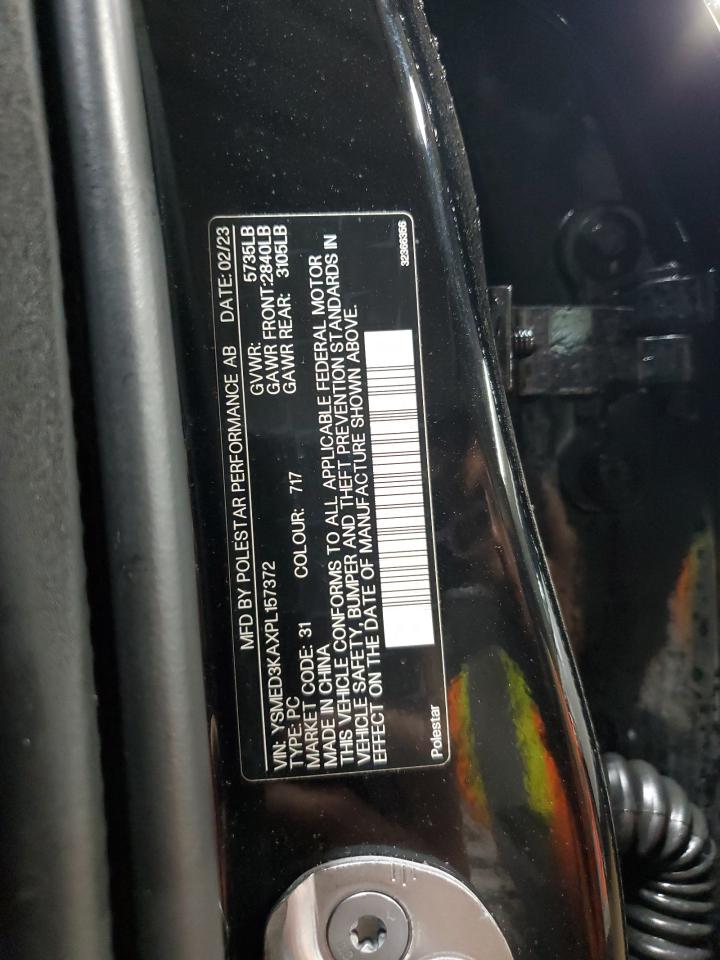 MFD BY POLESTAR PERFORMANCE AB DATE: 02/23
VIN: YSMED3KAXPL157372 GVWR: 5735LB
TYPE: PC GAWR FRONT:2840LB
MARKET CODE: 31 COLOUR: 717 GAWR REAR: 3105LB
MADE IN CHINA
THIS VEHICLE CONFORMS TO ALL APPLICABLE FEDERAL MOTOR
VEHICLE SAFETY, BUMPER AND THEFT PREVENTION STANDARDS IN
EFFECT ON THE DATE OF MANUFACTURE SHOWN ABOVE.
Polestar 32366356